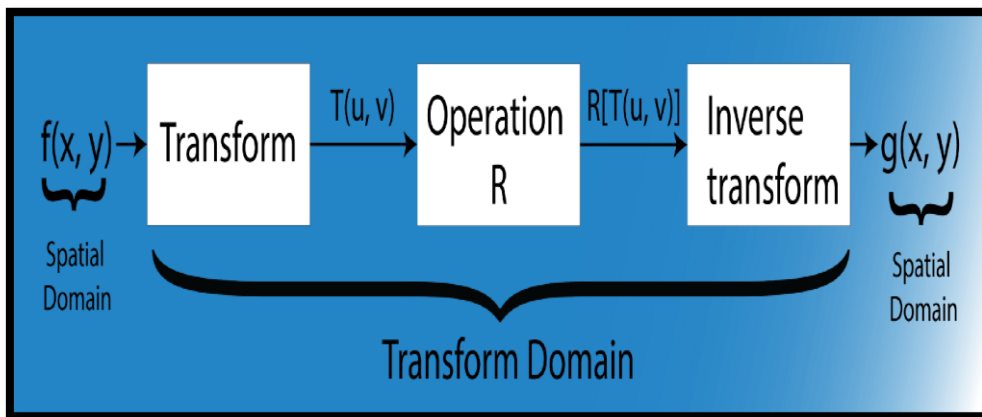 f(x, y)
Transform
T(u, v)
Operation
R
R[T(u, v)]
Inverse
transform
g(x, y)
Spatial
Domain
Spatial
Domain
Transform Domain